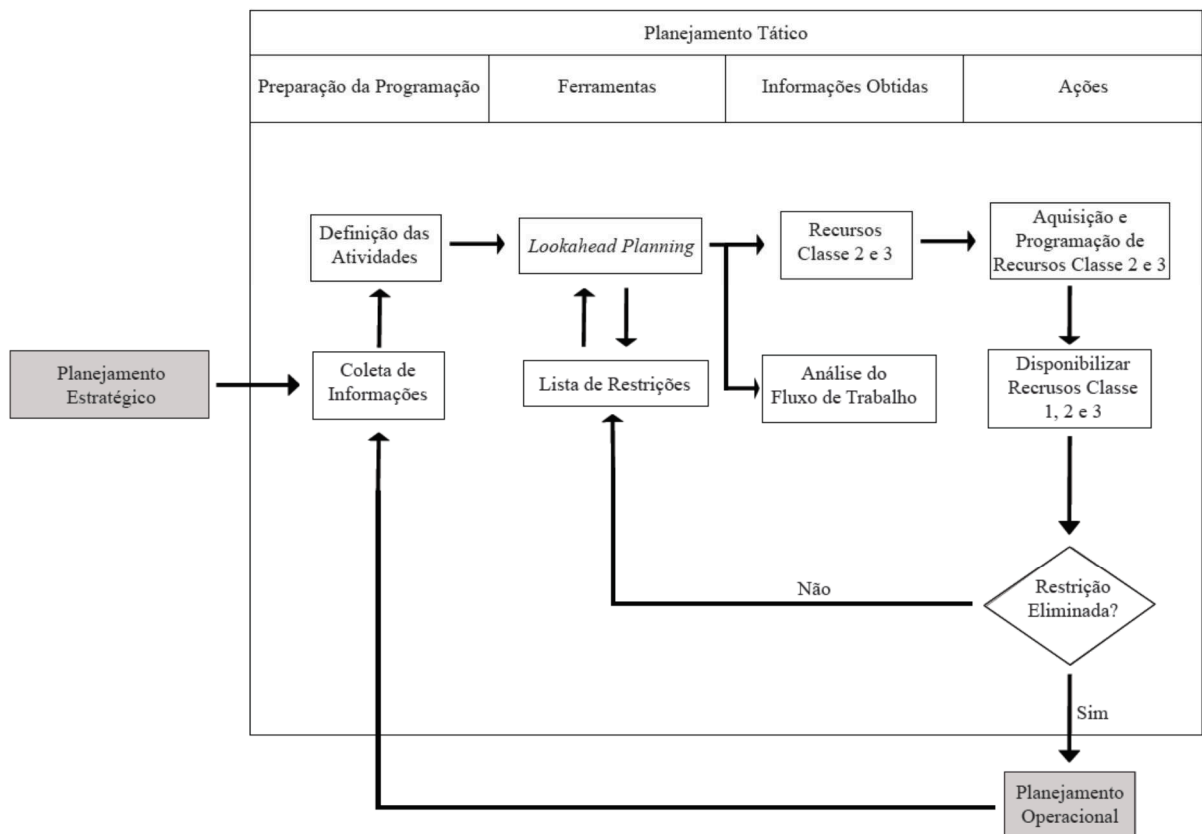 Planejamento Tático
Preparação da Programação
Ferramentas
Informações Obtidas
Ações
Definição das
Atividades
Lookahead Planning
Recursos
Classe 2 e 3
Aquisição e
Programação de
Recursos Classe 2 e 3
Planejamento
Estratégico
Coleta de
Informações
Lista de Restrições
Análise do
Fluxo de Trabalho
Disponibilizar
Recrusos Classe
1, 2 e 3
Não
Restrição
Eliminada?
Sim
Planejamento
Operacional